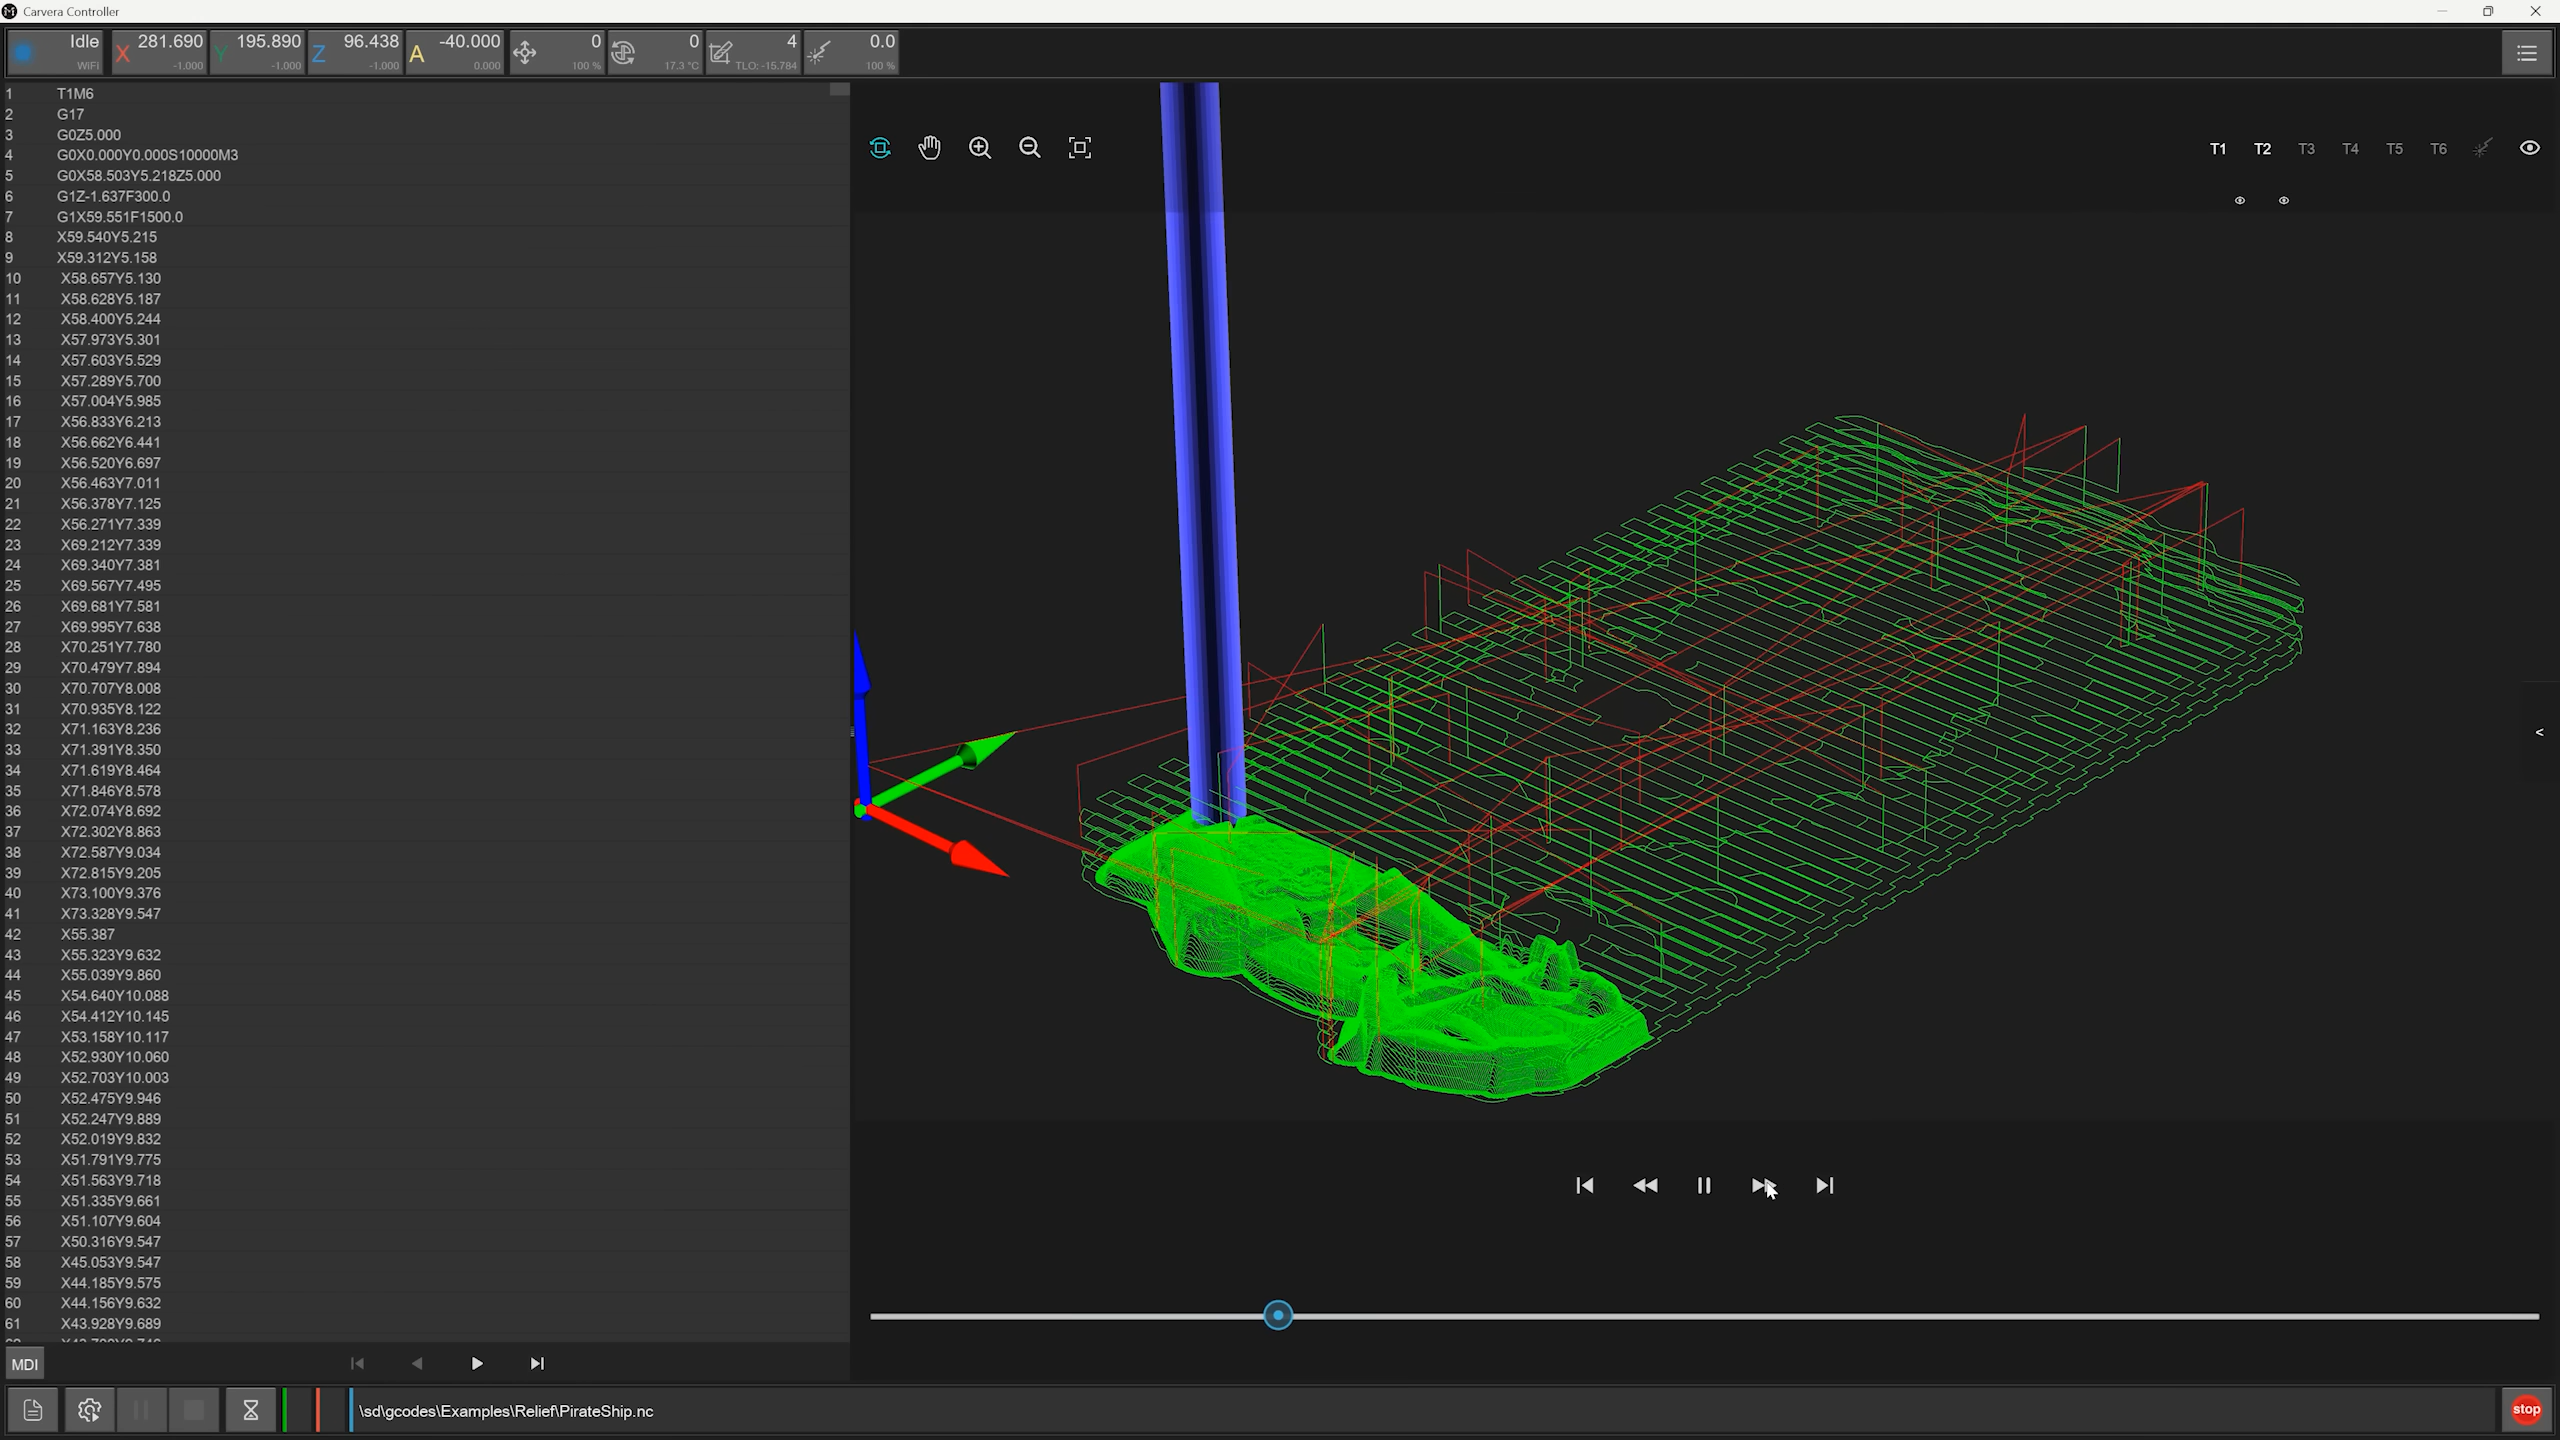 Carvera Controller
Idle
WiFi
X 281.690
-1.000
Y 195.890
-1.000
Z 96.438
-1.000
A -40.000
0.000
0
100 %
0
17.3 °C
4
TLO: -15.784
0.0
100 %
1 T1M6
2 G17
3 G0Z5.000
4 G0X0.000Y0.000S10000M3
5 G0X58.503Y5.218Z5.000
6 G1Z-1.637F300.0
7 G1X59.551F1500.0
8 X59.540Y5.215
9 X59.312Y5.158
10 X58.657Y5.130
11 X58.628Y5.187
12 X58.400Y5.244
13 X57.973Y5.301
14 X57.603Y5.529
15 X57.289Y5.700
16 X57.004Y5.985
17 X56.833Y6.213
18 X56.662Y6.441
19 X56.520Y6.697
20 X56.463Y7.011
21 X56.378Y7.125
22 X56.271Y7.339
23 X69.212Y7.339
24 X69.340Y7.381
25 X69.567Y7.495
26 X69.681Y7.581
27 X69.995Y7.638
28 X70.251Y7.780
29 X70.479Y7.894
30 X70.707Y8.008
31 X70.935Y8.122
32 X71.163Y8.236
33 X71.391Y8.350
34 X71.619Y8.464
35 X71.846Y8.578
36 X72.074Y8.692
37 X72.302Y8.863
38 X72.587Y9.034
39 X72.815Y9.205
40 X73.100Y9.376
41 X73.328Y9.547
42 X55.387
43 X55.323Y9.632
44 X55.039Y9.860
45 X54.640Y10.088
46 X54.412Y10.145
47 X53.158Y10.117
48 X52.930Y10.060
49 X52.703Y10.003
50 X52.475Y9.946
51 X52.247Y9.889
52 X52.019Y9.832
53 X51.791Y9.775
54 X51.563Y9.718
55 X51.335Y9.661
56 X51.107Y9.604
57 X50.316Y9.547
58 X45.053Y9.547
59 X44.185Y9.575
60 X44.156Y9.632
61 X43.928Y9.689
T1 T2 T3 T4 T5 T6
<
MDI
\sd\gcodes\Examples\Relief\PirateShip.nc
stop